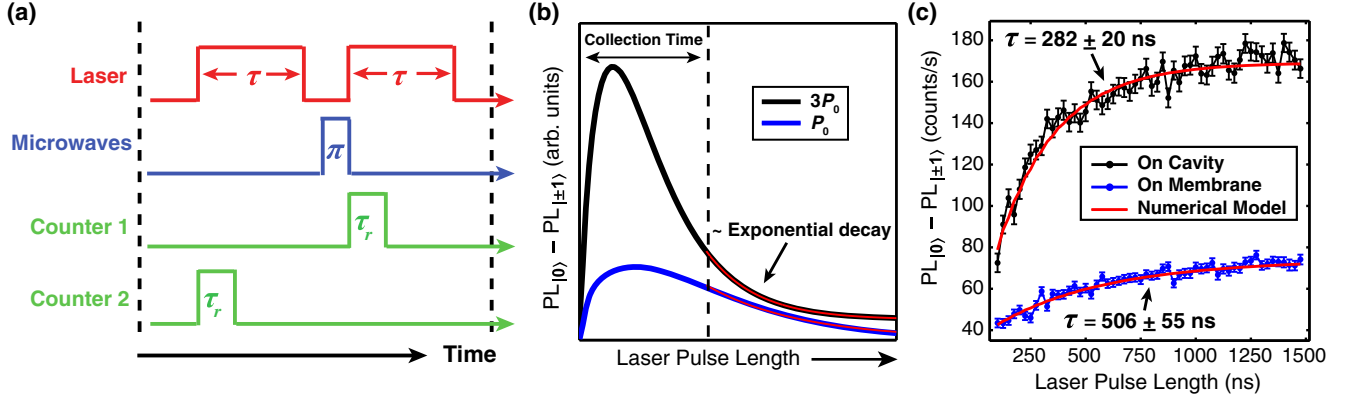 (a)
Laser
τ
τ
Microwaves
π
Counter 1
τr
Counter 2
τr
Time
(b)
PL|0⟩ − PL|±1⟩ (arb. units)
Collection Time
3P0
P0
~ Exponential decay
Laser Pulse Length
(c)
PL|0⟩ − PL|±1⟩ (counts/s)
180
160
140
120
100
80
60
40
τ = 282 ± 20 ns
On Cavity
On Membrane
Numerical Model
τ = 506 ± 55 ns
250 500 750 1000 1250 1500
Laser Pulse Length (ns)